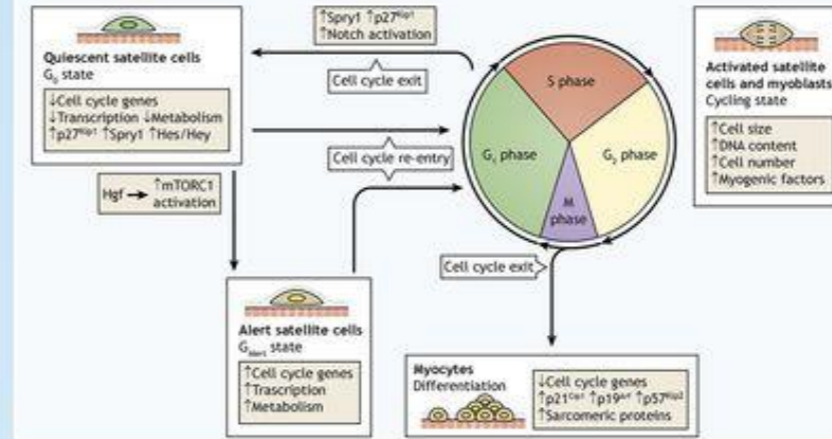 ↑Spry1 ↑p27Kip1
↑Notch activation
Cell cycle exit
Quiescent satellite cells
G0 state
↓Cell cycle genes
↓Transcription ↓Metabolism
↑p27Kip1 ↑Spry1 ↑Hes/Hey
Cell cycle re-entry
Hgf → ↑mTORC1
activation
S phase
G1 phase
G2 phase
M
phase
Activated satellite
cells and myoblasts
Cycling state
↑Cell size
↑DNA content
↑Cell number
↑Myogenic factors
Cell cycle exit
Alert satellite cells
GAlert state
↑Cell cycle genes
↑Trascription
↑Metabolism
Myocytes
Differentiation
↓Cell cycle genes
↑p21Cip1 ↑p19Arf ↑p57Kip2
↑Sarcomeric proteins